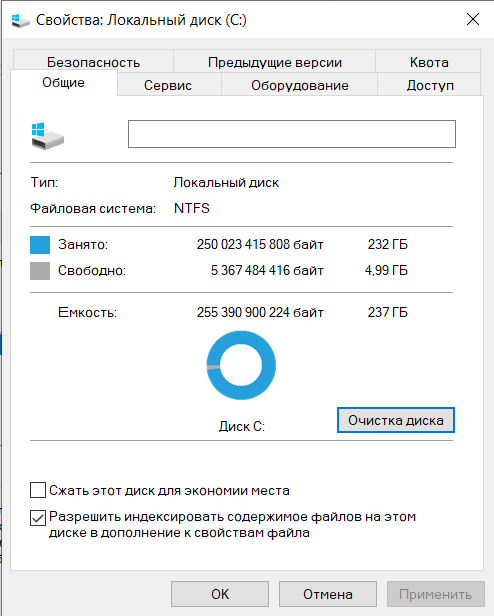 Свойства: Локальный диск (C:)
Безопасность Предыдущие версии Квота
Общие Сервис Оборудование Доступ
Тип: Локальный диск
Файловая система: NTFS
Занято: 250 023 415 808 байт 232 ГБ
Свободно: 5 367 484 416 байт 4,99 ГБ
Емкость: 255 390 900 224 байт 237 ГБ
Диск C:
Очистка диска
Сжать этот диск для экономии места
Разрешить индексировать содержимое файлов на этом
диске в дополнение к свойствам файла
OK Отмена Применить